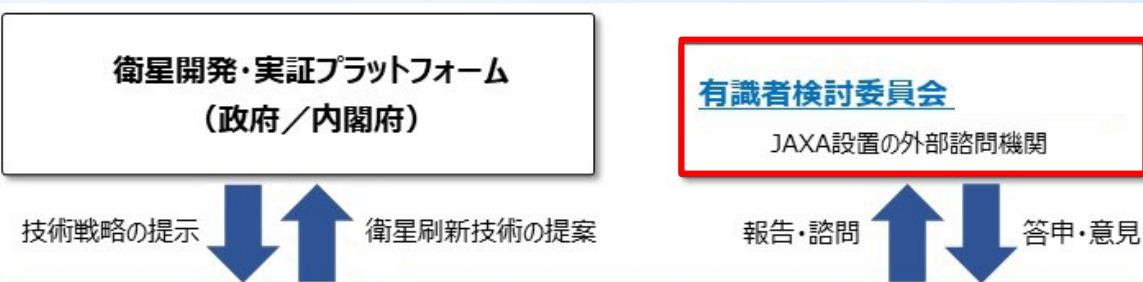 衛星開発・実証プラットフォーム
（政府／内閣府）
有識者検討委員会
JAXA設置の外部諮問機関
技術戦略の提示
衛星刷新技術の提案
報告・諮問
答申・意見